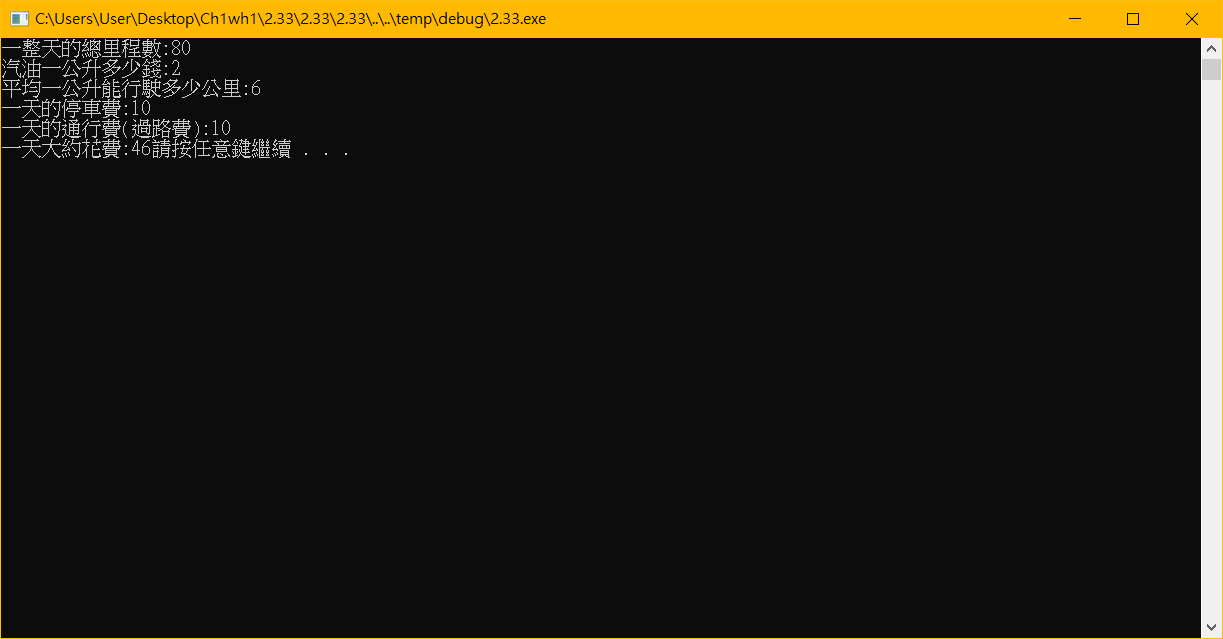 C:\Users\User\Desktop\Ch1wh1\2.33\2.33\2.33\..\..\temp\debug\2.33.exe
一整天的總里程數:80
汽油一公升多少錢:2
平均一公升能行駛多少公里:6
一天的停車費:10
一天的通行費(過路費):10
一天大約花費:46請按任意鍵繼續 . . .